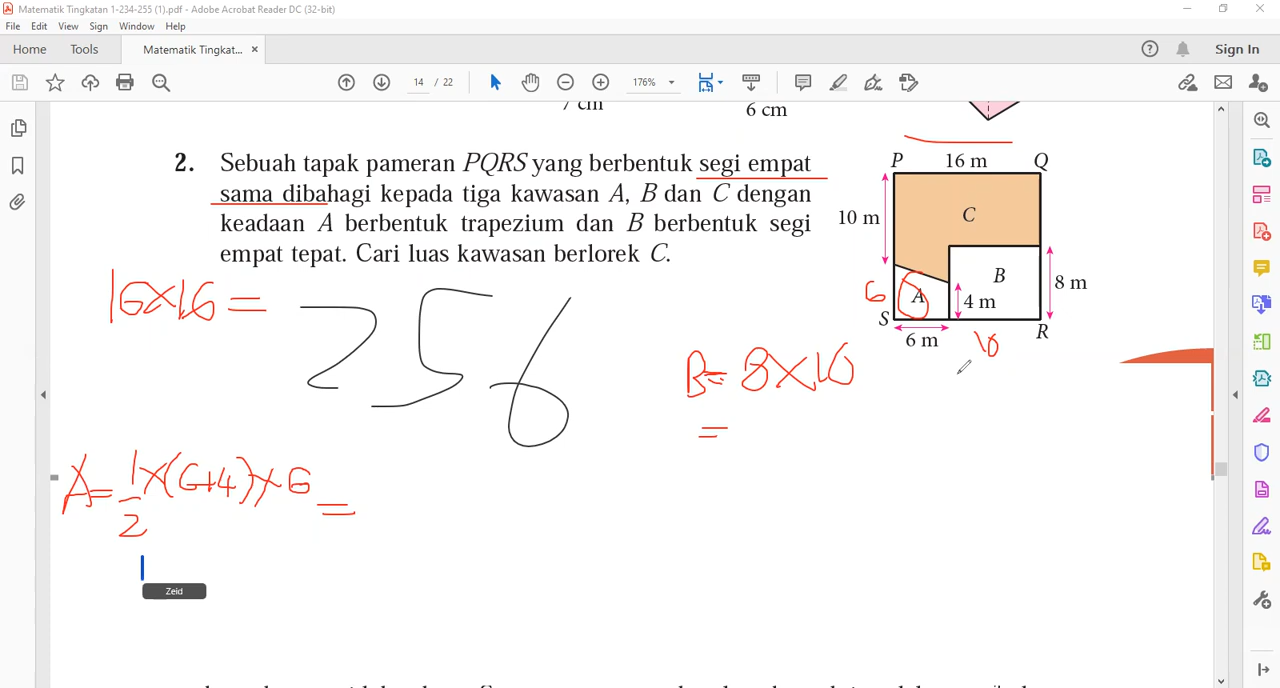 Matematik Tingkatan 1-234-255 (1).pdf - Adobe Acrobat Reader DC (32-bit)
File Edit View Sign Window Help
Home Tools Matematik Tingkat... × Sign In
14 / 22 176%
7 cm
6 cm
2. Sebuah tapak pameran PQRS yang berbentuk segi empat
sama dibahagi kepada tiga kawasan A, B dan C dengan
keadaan A berbentuk trapezium dan B berbentuk segi
empat tepat. Cari luas kawasan berlorek C.
P 16 m Q
10 m C
B 8 m
6 A 4 m
S R
6 m 10
16×16 = 256
B = 8×10
=
A = 1/2 × (6+4) × 6 =
Zeid